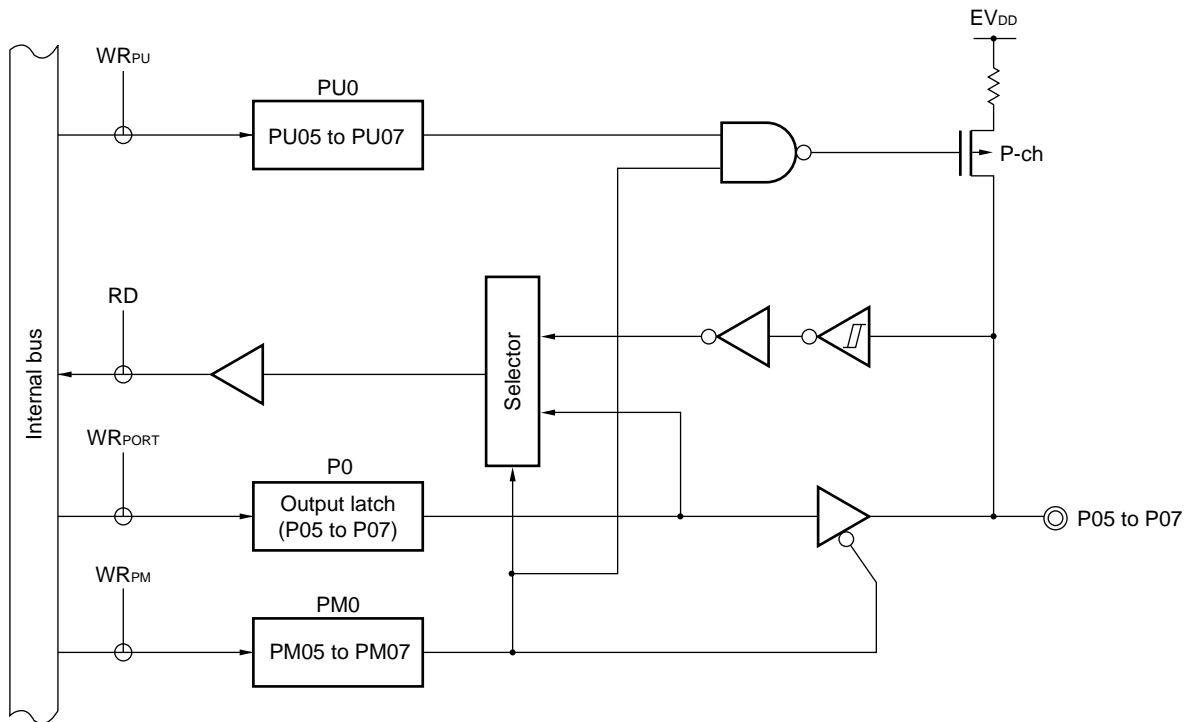 EVDD
WRPU
PU0
PU05 to PU07
P-ch
RD
Selector
Internal bus
WRPORT
P0
Output latch
(P05 to P07)
P05 to P07
WRPM
PM0
PM05 to PM07